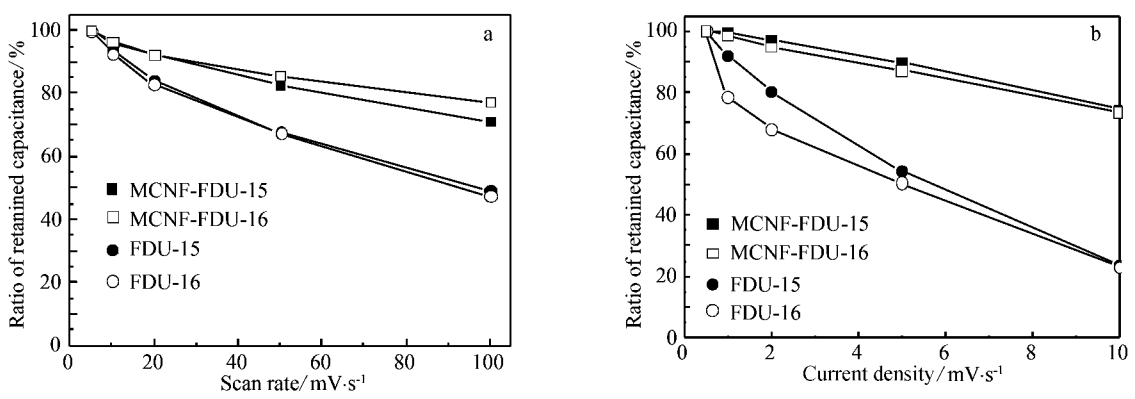 a
Ratio of retanined capacitance/ %
100
80
60
40
20
0
MCNF-FDU-15
MCNF-FDU-16
FDU-15
FDU-16
0 20 40 60 80 100
Scan rate/ mV·s⁻¹
b
Ratio of retanined capacitance/ %
100
80
60
40
20
0
MCNF-FDU-15
MCNF-FDU-16
FDU-15
FDU-16
0 2 4 6 8 10
Current density/ mV·s⁻¹